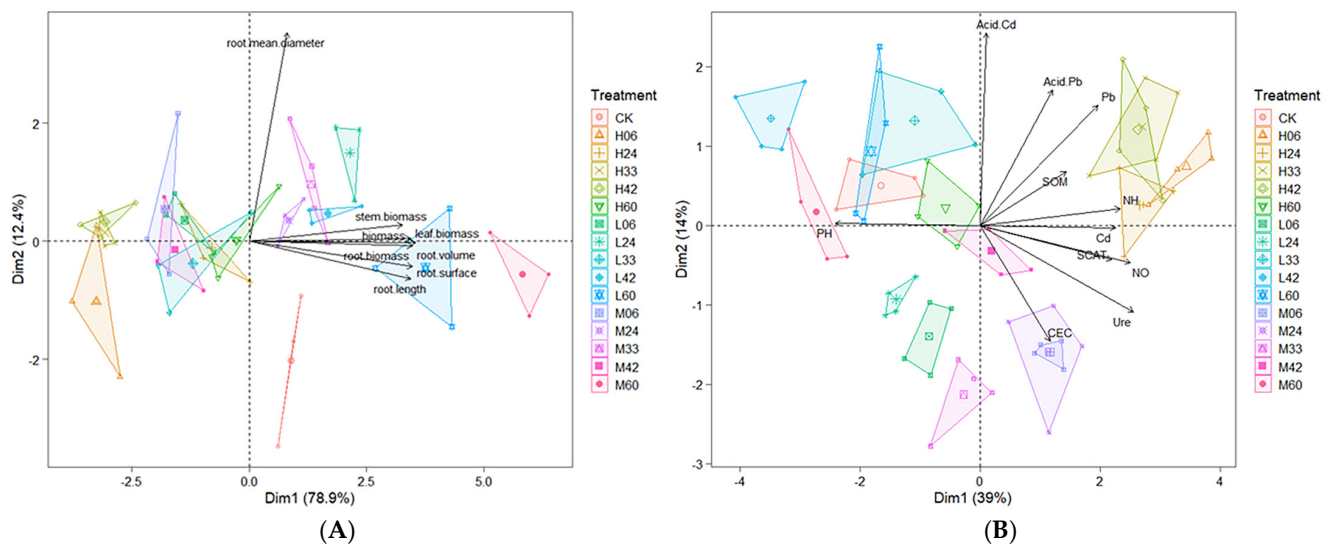 root.mean.diameter
stem.biomass
biomass leaf.biomass
root.biomass root.volume
root.surface
root.length
2
0
-2
Dim2 (12.4%)
-2.5 0.0 2.5 5.0
Dim1 (78.9%)
Treatment
CK
H06
H24
H33
H42
H60
L06
L24
L33
L42
L60
M06
M24
M33
M42
M60
(A)
Acid.Cd
Acid.Pb
Pb
SOM
NH
PH
Cd
SCAT
NO
Ure
CEC
2
1
0
-1
-2
-3
Dim2 (14%)
-4 -2 0 2 4
Dim1 (39%)
Treatment
CK
H06
H24
H33
H42
H60
L06
L24
L33
L42
L60
M06
M24
M33
M42
M60
(B)